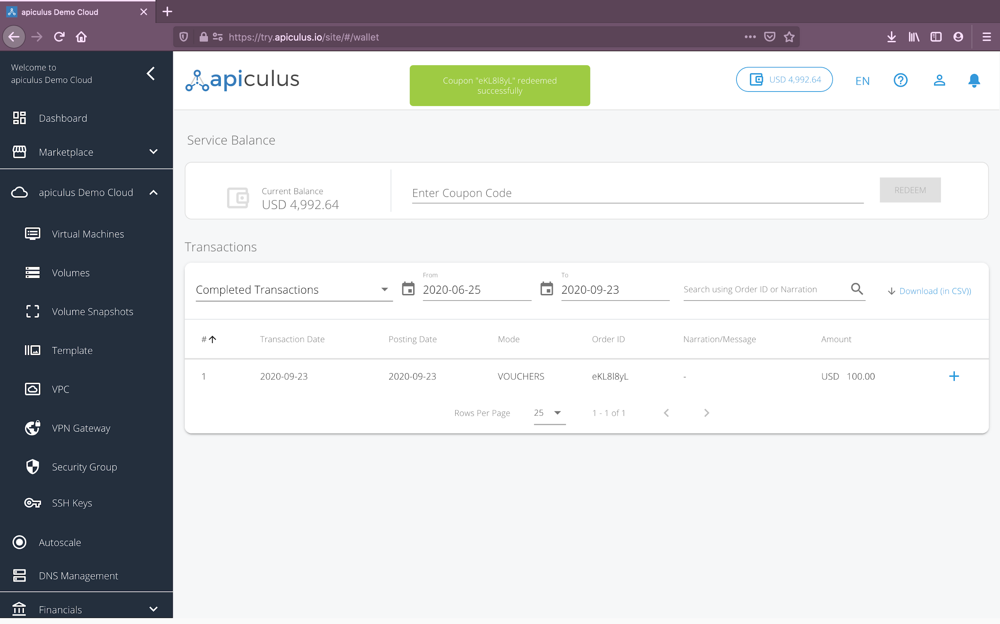 apiculus Demo Cloud
https://try.apiculus.io/site/#/wallet
Welcome to
apiculus Demo Cloud
Dashboard
Marketplace
apiculus Demo Cloud
Virtual Machines
Volumes
Volume Snapshots
Template
VPC
VPN Gateway
Security Group
SSH Keys
Autoscale
DNS Management
Financials
apiculus
Coupon "eKL8l8yL" redeemed
successfully
USD 4,992.64
EN
Service Balance
Current Balance
USD 4,992.64
Enter Coupon Code
REDEEM
Transactions
Completed Transactions
From
2020-06-25
To
2020-09-23
Search using Order ID or Narration
Download (in CSV))
# Transaction Date Posting Date Mode Order ID Narration/Message Amount
1 2020-09-23 2020-09-23 VOUCHERS eKL8l8yL - USD 100.00
Rows Per Page 25 1 - 1 of 1